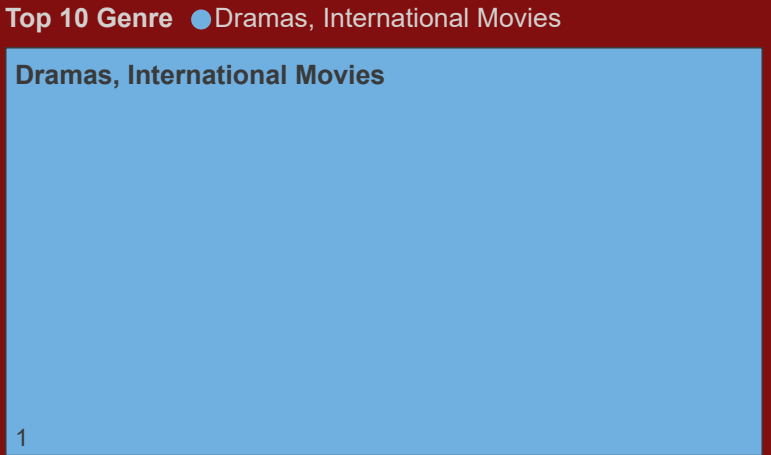 Top 10 Genre Dramas, International Movies
Dramas, International Movies
1